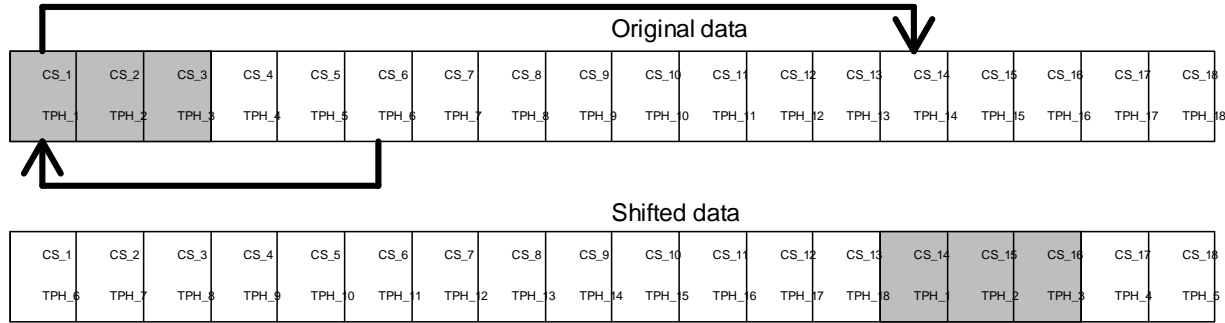 Original data
CS_1 CS_2 CS_3 CS_4 CS_5 CS_6 CS_7 CS_8 CS_9 CS_10 CS_11 CS_12 CS_13 CS_14 CS_15 CS_16 CS_17 CS_18
TPH_1 TPH_2 TPH_3 TPH_4 TPH_5 TPH_6 TPH_7 TPH_8 TPH_9 TPH_10 TPH_11 TPH_12 TPH_13 TPH_14 TPH_15 TPH_16 TPH_17 TPH_18
Shifted data
CS_1 CS_2 CS_3 CS_4 CS_5 CS_6 CS_7 CS_8 CS_9 CS_10 CS_11 CS_12 CS_13 CS_14 CS_15 CS_16 CS_17 CS_18
TPH_6 TPH_7 TPH_8 TPH_9 TPH_10 TPH_11 TPH_12 TPH_13 TPH_14 TPH_15 TPH_16 TPH_17 TPH_18 TPH_1 TPH_2 TPH_3 TPH_4 TPH_5